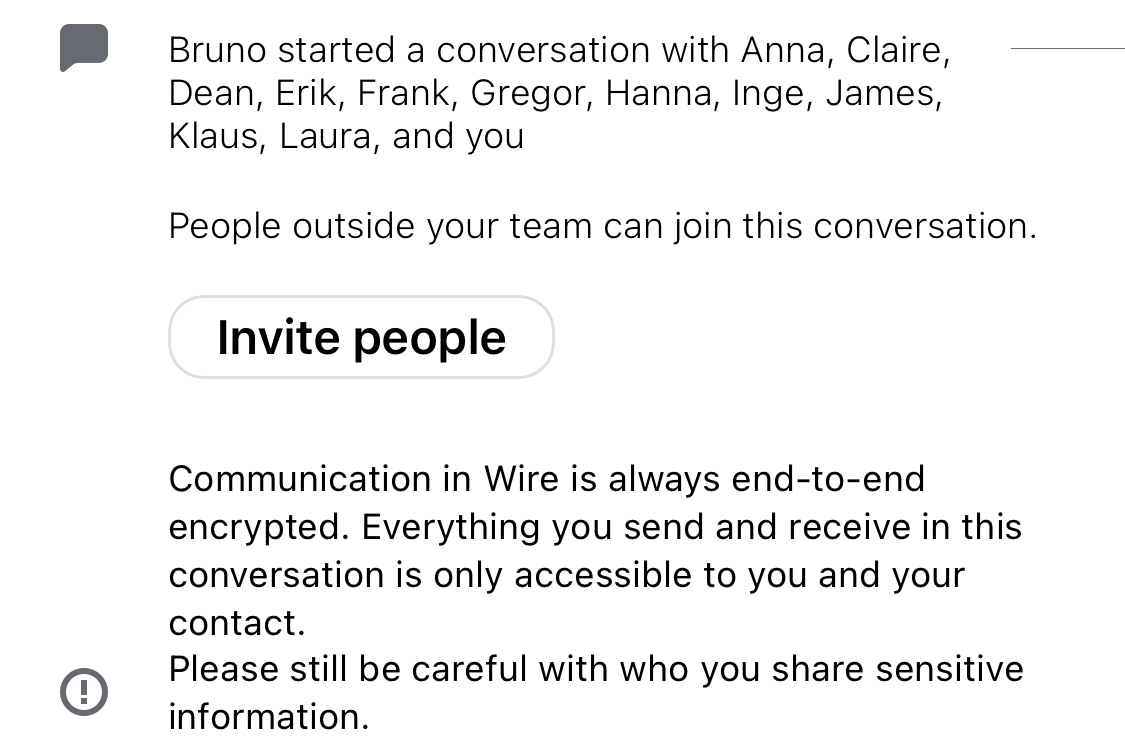 Bruno started a conversation with Anna, Claire,
Dean, Erik, Frank, Gregor, Hanna, Inge, James,
Klaus, Laura, and you
People outside your team can join this conversation.
Invite people
Communication in Wire is always end-to-end
encrypted. Everything you send and receive in this
conversation is only accessible to you and your
contact.
Please still be careful with who you share sensitive
information.